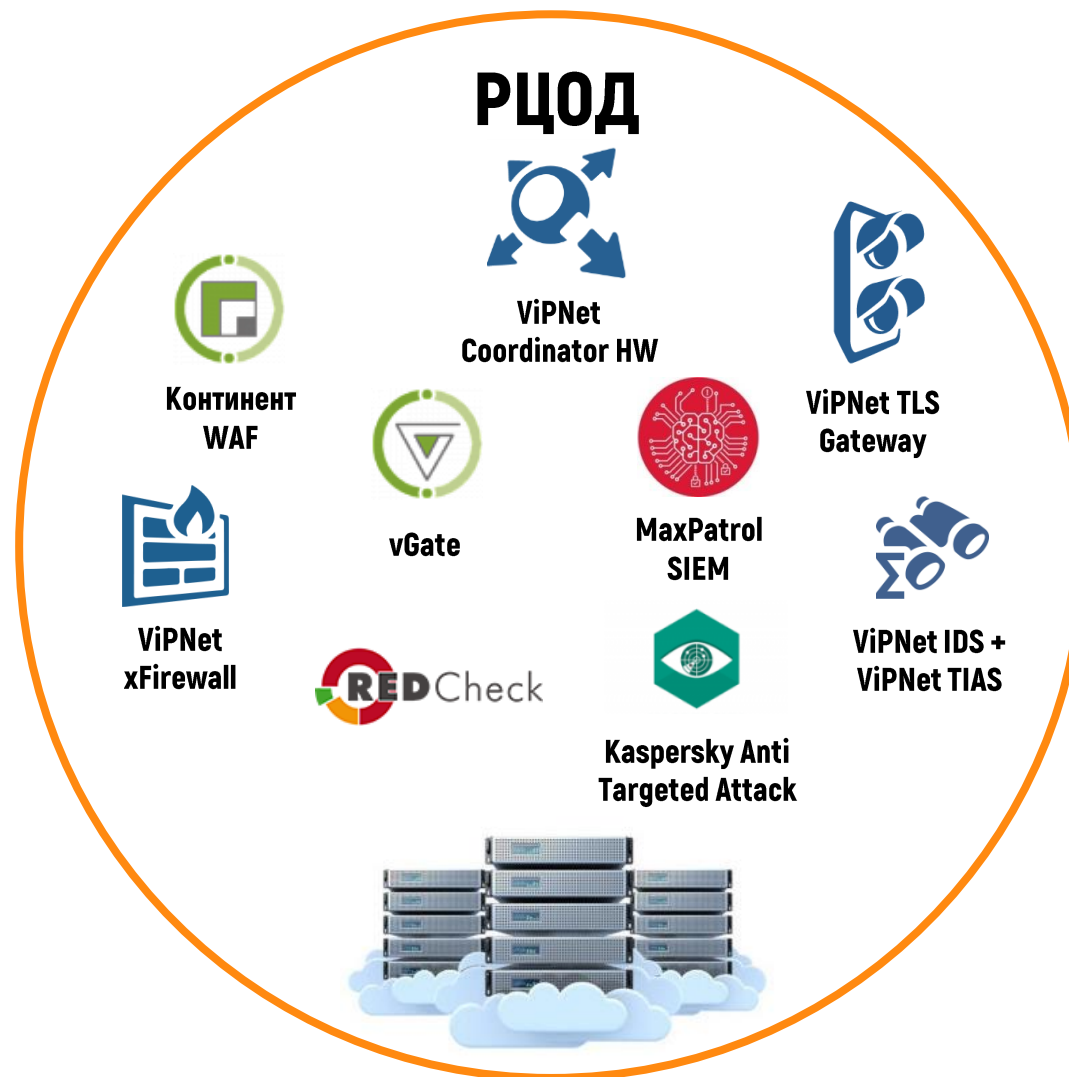 РЦОД
ViPNet
Coordinator HW
Континент
WAF
ViPNet TLS
Gateway
vGate
MaxPatrol
SIEM
ViPNet
xFirewall
ViPNet IDS +
ViPNet TIAS
REDCheck
Kaspersky Anti
Targeted Attack